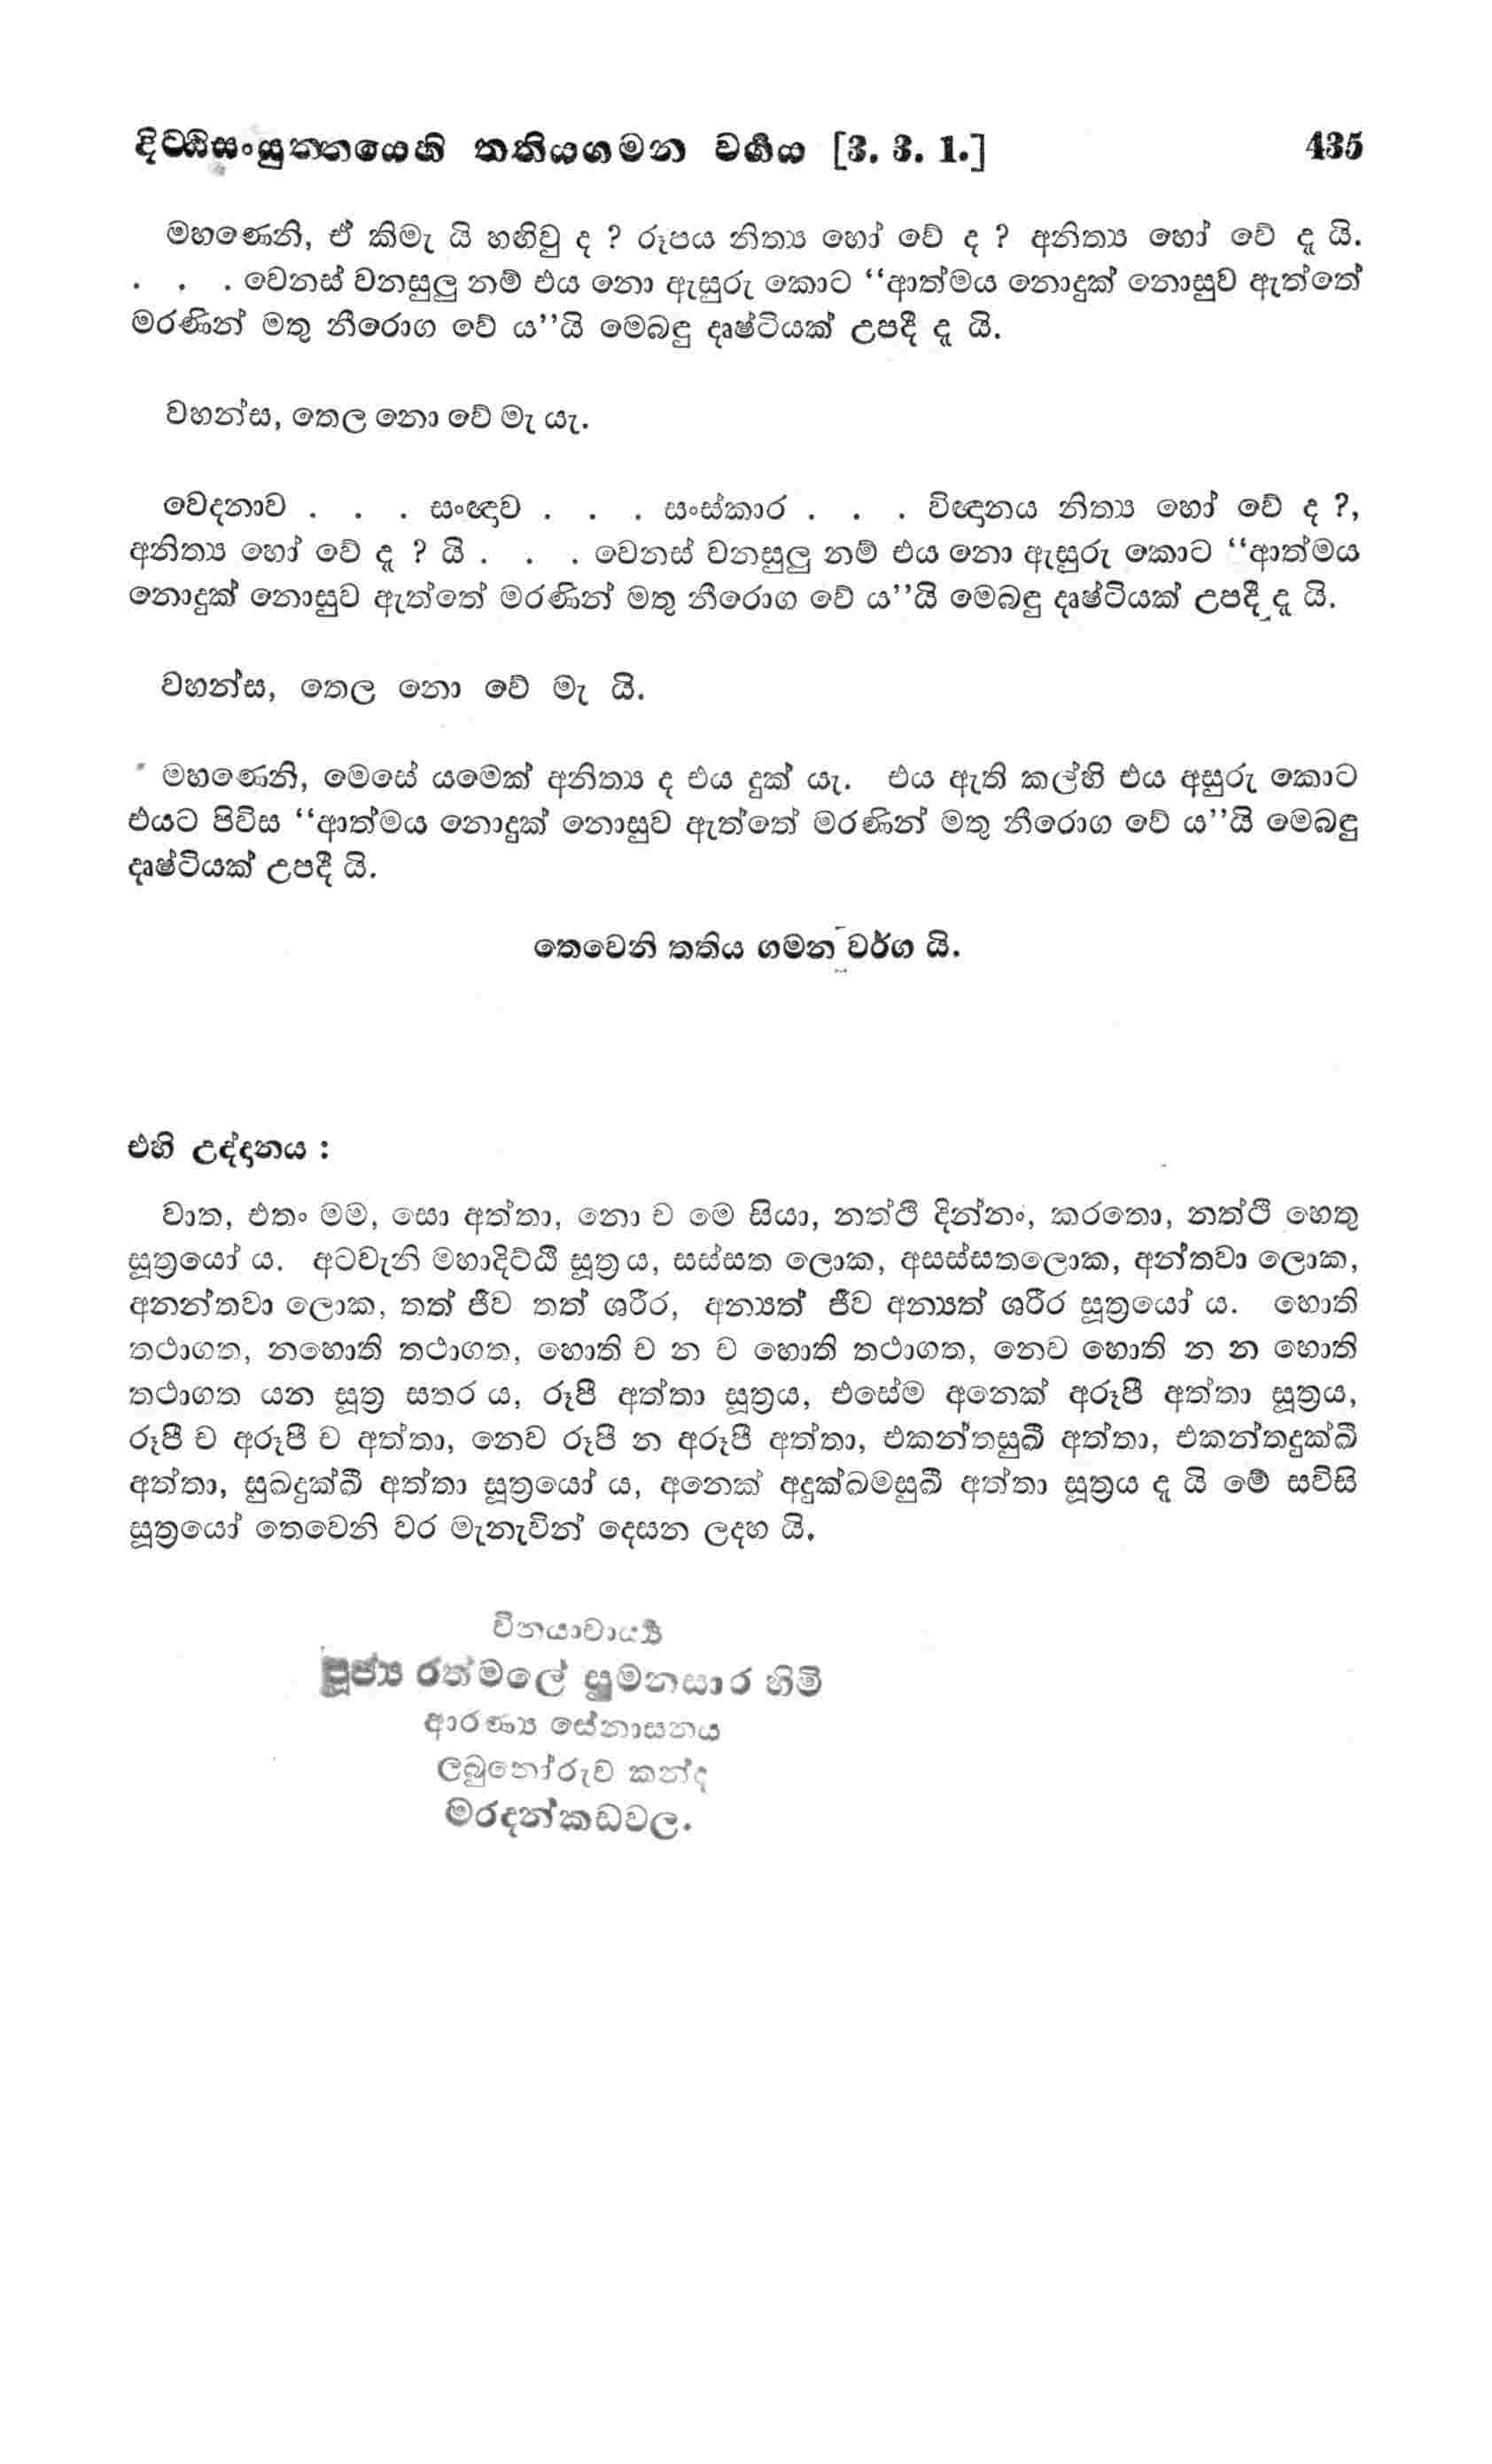 දිට්ඨිසංයුත්තයෙහි තතියගමන වර්‍ගය [3. 3. 1.] 435
මහණෙනි, ඒ කිමැ යි හඟිවු ද ? රූපය නිත්‍ය හෝ වේ ද ? අනිත්‍ය හෝ වේ දැ යි.
. . . වෙනස් වනසුලු නම් එය නො ඇසුරු කොට “ආත්මය නොදුක් නොසුව ඇත්තේ
මරණින් මතු නීරොග වේ ය”යි මෙබඳු දෘෂ්ටියක් උපදී දැ යි.
වහන්ස, තෙල නො වේ මැ යැ.
වේදනාව . . . සංඥාව . . . සංස්කාර . . . විඥානය නිත්‍ය හෝ වේ ද ?,
අනිත්‍ය හෝ වේ දැ ? යි . . . වෙනස් වනසුලු නම් එය නො ඇසුරු කොට “ආත්මය
නොදුක් නොසුව ඇත්තේ මරණින් මතු නීරොග වේ ය”යි මෙබඳු දෘෂ්ටියක් උපදී දැ යි.
වහන්ස, තෙල නො වේ මැ යි.
මහණෙනි, මෙසේ යමෙක් අනිත්‍ය ද එය දුක් යැ. එය ඇති කල්හි එය අසුරු කොට
එයට පිවිස “ආත්මය නොදුක් නොසුව ඇත්තේ මරණින් මතු නීරොග වේ ය”යි මෙබඳු
දෘෂ්ටියක් උපදී යි.
තෙවෙනි තතිය ගමන වර්ග යි.
එහි උද්දානය :
වාත, එතං මම, සො අත්තා, නො ච මෙ සියා, නත්ථි දින්නං, කරතො, නත්ථි හෙතු
සූත්‍රයෝ ය. අටවැනි මහාදිට්ඨි සූත්‍රය, සස්සත ලොක, අසස්සතලොක, අන්තවා ලොක,
අනන්තවා ලොක, තත් ජීව තත් ශරීර, අන්‍යත් ජීව අන්‍යත් ශරීර සූත්‍රයෝ ය. හොති
තථාගත, නහොති තථාගත, හොති ච න ච හොති තථාගත, නෙව හොති න න හොති
තථාගත යන සූත්‍ර සතර ය, රූපී අත්තා සූත්‍රය, එසේම අනෙක් අරූපී අත්තා සූත්‍රය,
රූපී ච අරූපී ච අත්තා, නෙව රූපී න අරූපී අත්තා, එකන්තසුඛී අත්තා, එකන්තදුක්ඛී
අත්තා, සුඛදුක්ඛී අත්තා සූත්‍රයෝ ය, අනෙක් අදුක්ඛමසුඛී අත්තා සූත්‍රය දැ යි මේ සවිසි
සූත්‍රයෝ තෙවෙනි වර මැනැවින් දෙසන ලදහ යි.
විනයාචාර්‍ය්‍ය
පූජ්‍ය රත්මලේ සුමනසාර හිමි
ආරණ්‍ය සේනාසනය
ලබුනෝරුව කන්ද
මරදන්කඩවල.